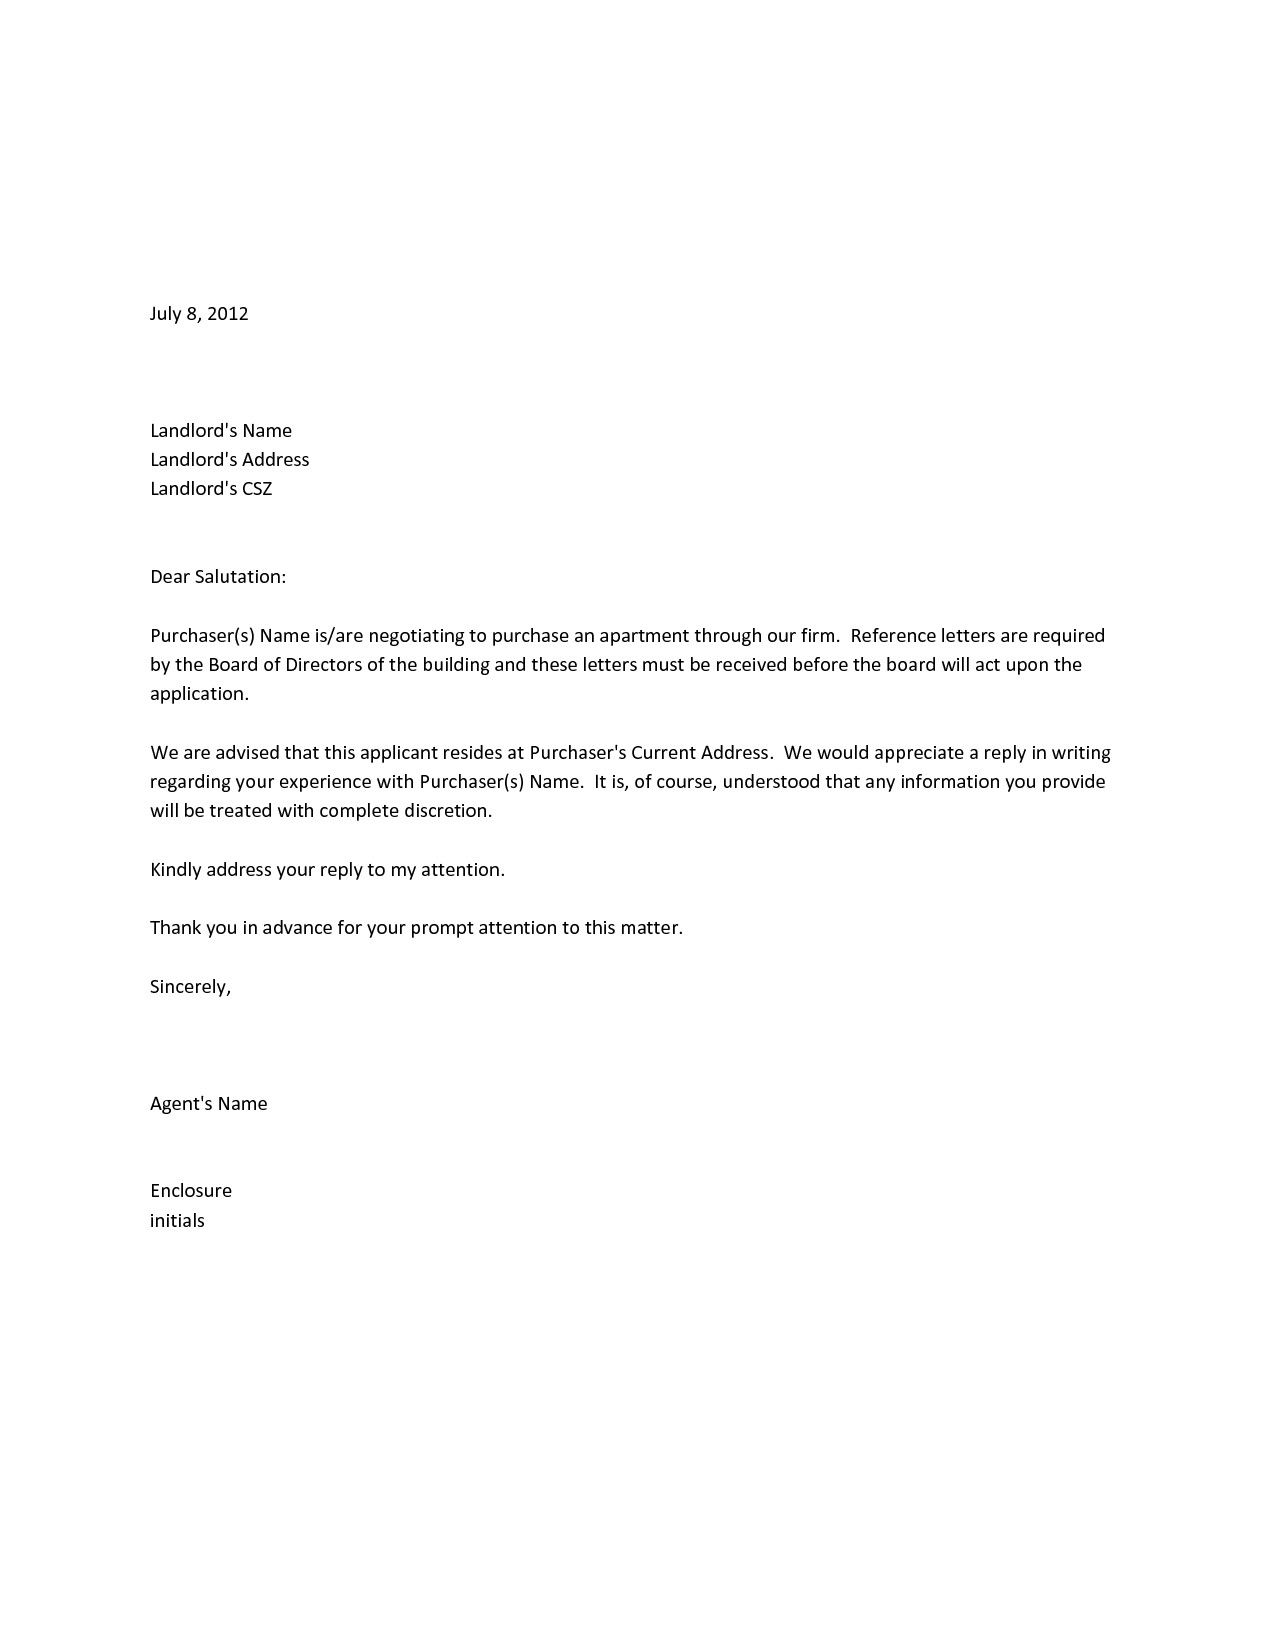 July 8, 2012
Landlord's Name
Landlord's Address
Landlord's CSZ
Dear Salutation:
Purchaser(s) Name is/are negotiating to purchase an apartment through our firm.  Reference letters are required
by the Board of Directors of the building and these letters must be received before the board will act upon the
application.
We are advised that this applicant resides at Purchaser's Current Address.  We would appreciate a reply in writing
regarding your experience with Purchaser(s) Name.  It is, of course, understood that any information you provide
will be treated with complete discretion.
Kindly address your reply to my attention.
Thank you in advance for your prompt attention to this matter.
Sincerely,
Agent's Name
Enclosure
initials